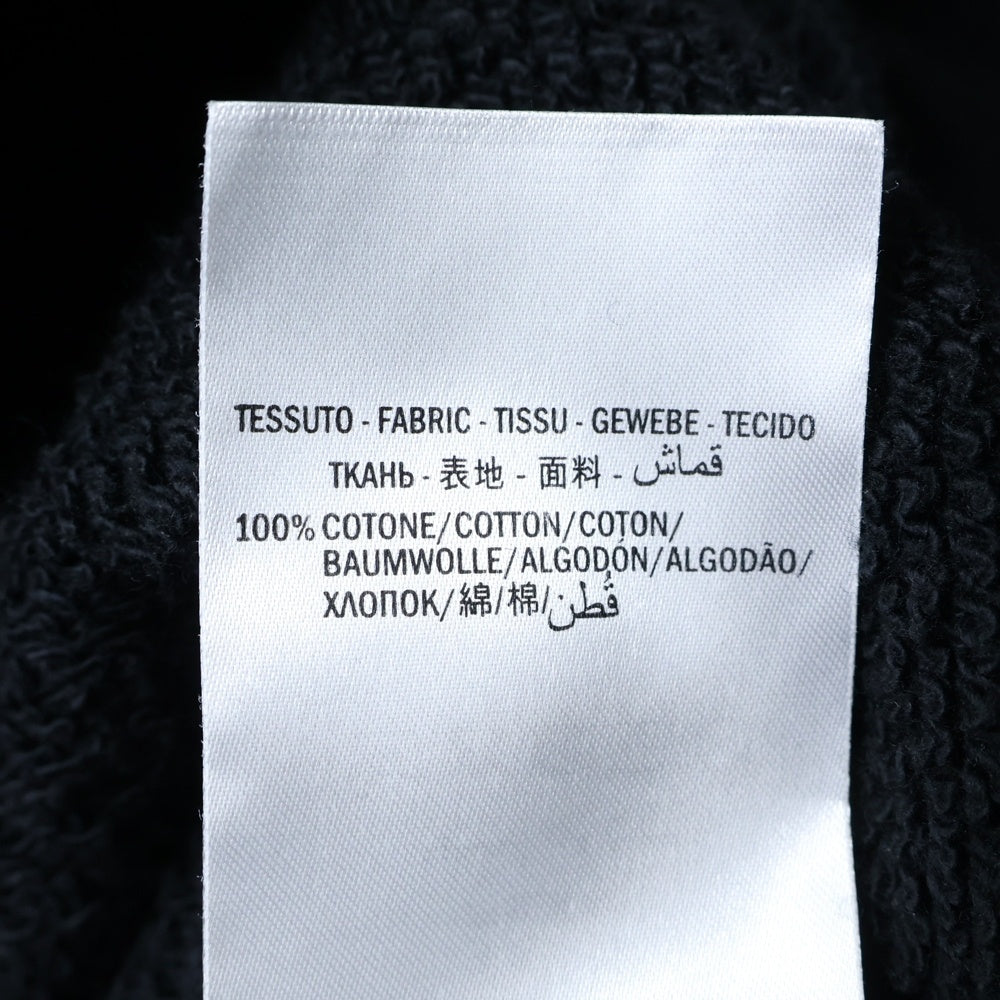 TESSUTO - FABRIC - TISSU - GEWEBE - TECIDO
ТКАНЬ - 表地 - 面料 - قماش
100% COTONE/COTTON/COTON/
BAUMWOLLE/ALGODÓN/ALGODÃO/
ХЛОПОК/綿/棉/قُطن